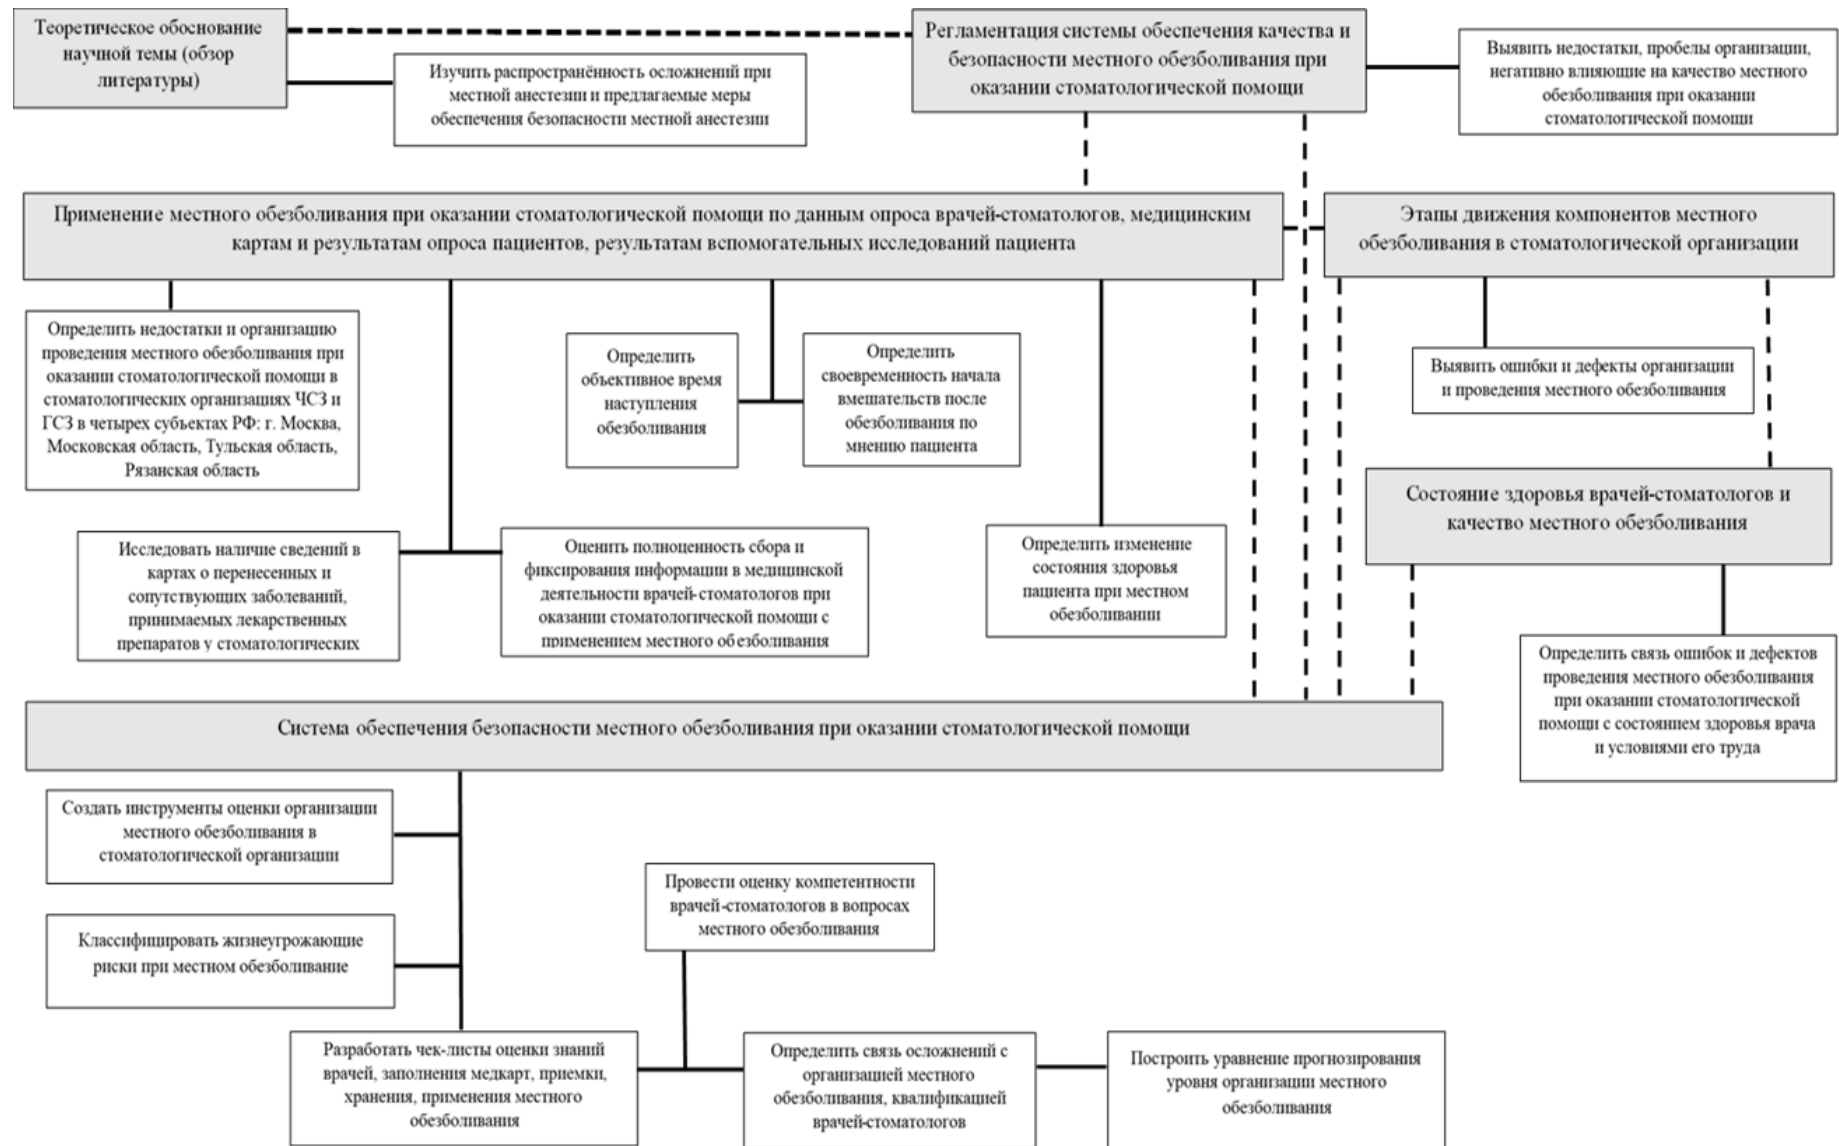 Теоретическое обоснование
научной темы (обзор
литературы)
Регламентация системы обеспечения качества и
безопасности местного обезболивания при
оказании стоматологической помощи
Выявить недостатки, пробелы организации,
негативно влияющие на качество местного
обезболивания при оказании
стоматологической помощи
Изучить распространённость осложнений при
местной анестезии и предлагаемые меры
обеспечения безопасности местной анестезии
Применение местного обезболивания при оказании стоматологической помощи по данным опроса врачей-стоматологов, медицинским
картам и результатам опроса пациентов, результатам вспомогательных исследований пациента
Этапы движения компонентов местного
обезболивания в стоматологической организации
Определить недостатки и организацию
проведения местного обезболивания при
оказании стоматологической помощи в
стоматологических организациях ЧСЗ и
ГСЗ в четырех субъектах РФ: г. Москва,
Московская область, Тульская область,
Рязанская область
Определить
объективное время
наступления
обезболивания
Определить
своевременность начала
вмешательств после
обезболивания по
мнению пациента
Выявить ошибки и дефекты организации
и проведения местного обезболивания
Состояние здоровья врачей-стоматологов и
качество местного обезболивания
Исследовать наличие сведений в
картах о перенесенных и
сопутствующих заболеваний,
принимаемых лекарственных
препаратов у стоматологических
Оценить полноценность сбора и
фиксирования информации в медицинской
деятельности врачей-стоматологов при
оказании стоматологической помощи с
применением местного обезболивания
Определить изменение
состояния здоровья
пациента при местном
обезболивании
Определить связь ошибок и дефектов
проведения местного обезболивания
при оказании стоматологической
помощи с состоянием здоровья врача
и условиями его труда
Система обеспечения безопасности местного обезболивания при оказании стоматологической помощи
Создать инструменты оценки организации
местного обезболивания в
стоматологической организации
Провести оценку компетентности
врачей-стоматологов в вопросах
местного обезболивания
Классифицировать жизнеугрожающие
риски при местном обезболивание
Разработать чек-листы оценки знаний
врачей, заполнения медкарт, приемки,
хранения, применения местного
обезболивания
Определить связь осложнений с
организацией местного
обезболивания, квалификацией
врачей-стоматологов
Построить уравнение прогнозирования
уровня организации местного
обезболивания